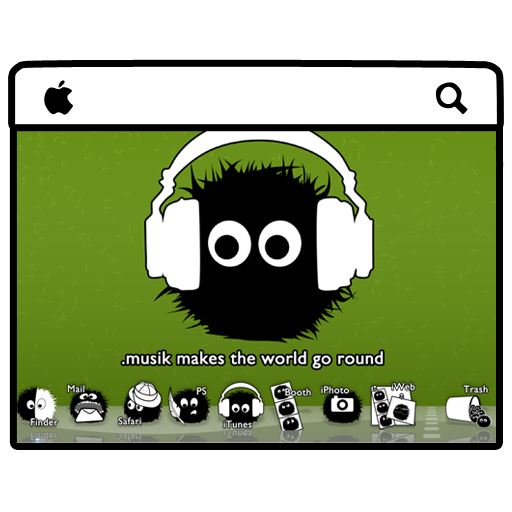 .musik makes the world go round
Finder
Mail
Safari
PS
iTunes
Booth
iPhoto
iWeb
Trash